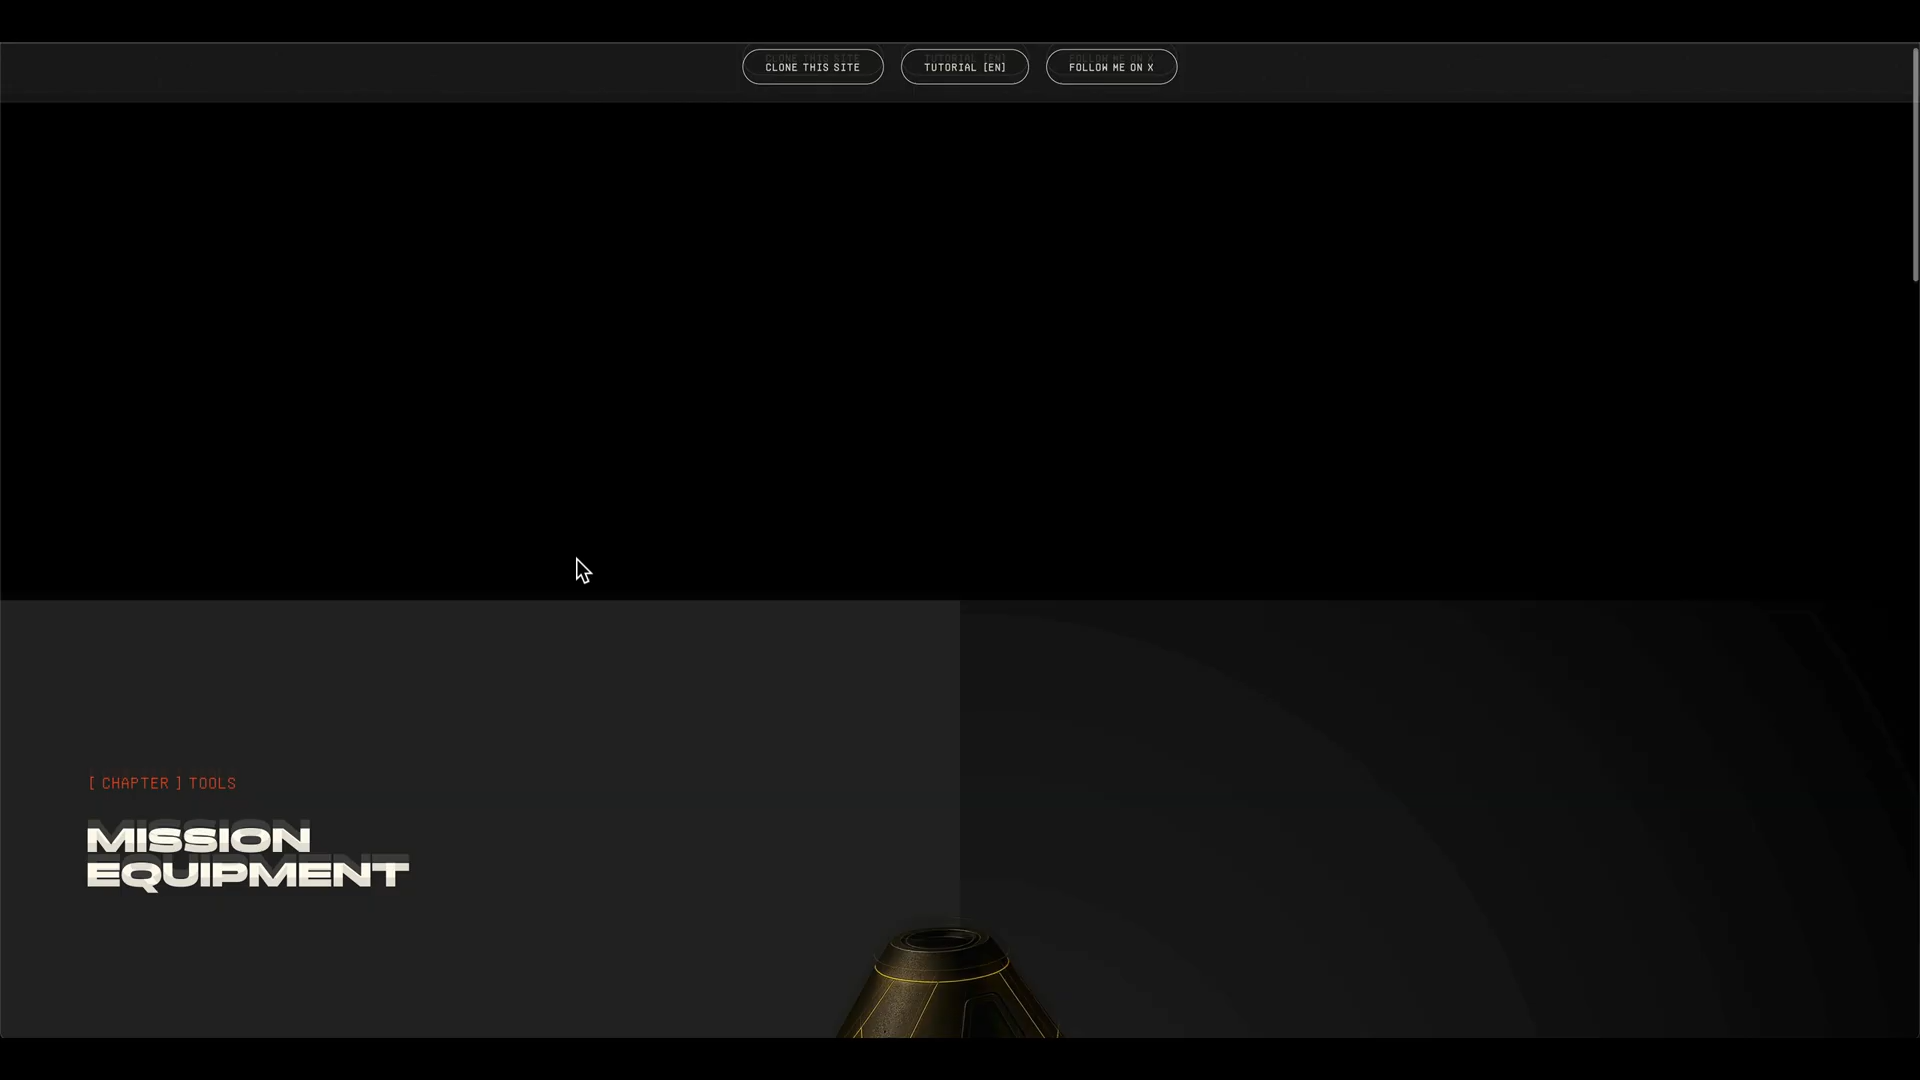 CLONE THIS SITE
TUTORIAL [EN]
FOLLOW ME ON X
[ CHAPTER ] TOOLS
MISSION
EQUIPMENT